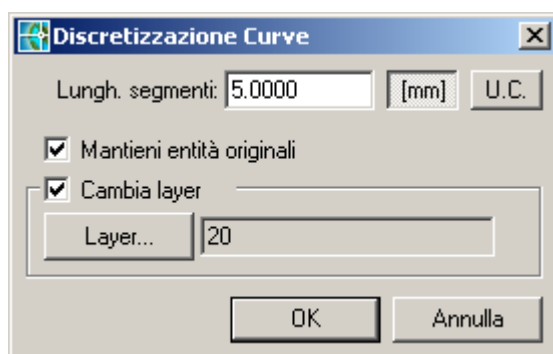 Discretizzazione Curve
Lungh. segmenti: 5.0000 [mm] U.C.
Mantieni entità originali
Cambia layer
Layer... 20
OK Annulla